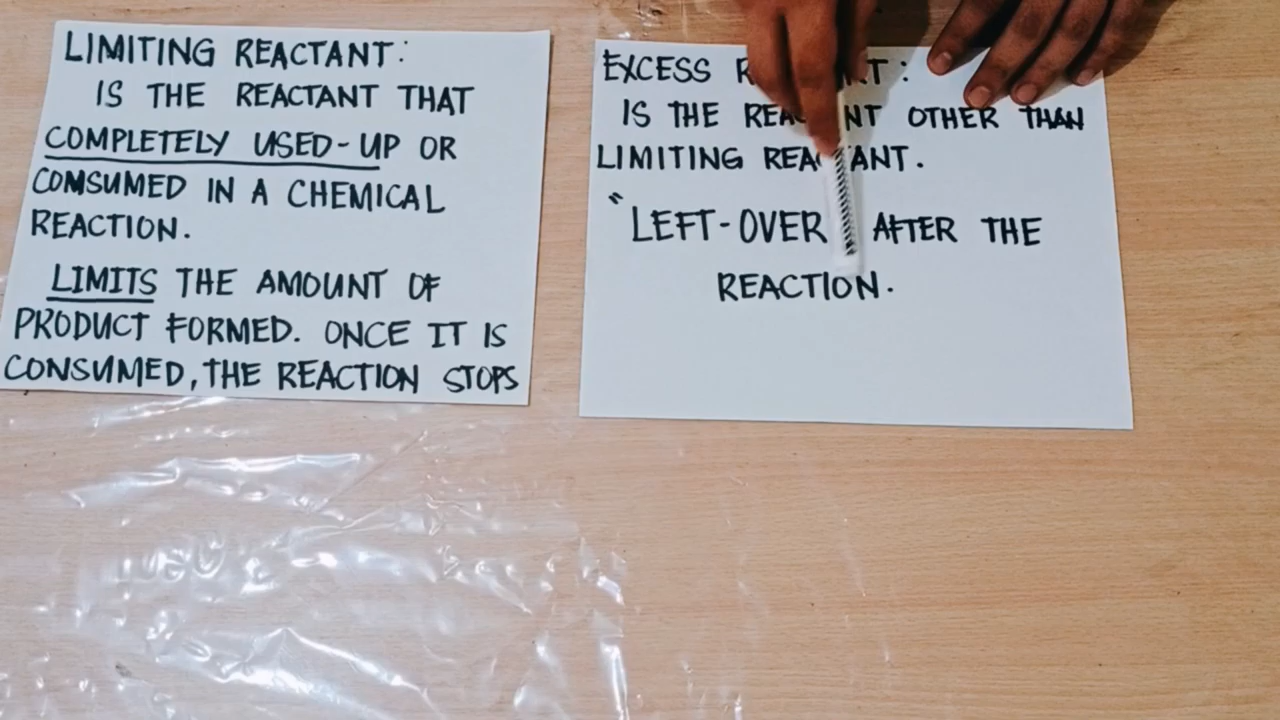 LIMITING REACTANT:
IS THE REACTANT THAT
COMPLETELY USED-UP OR
COMSUMED IN A CHEMICAL
REACTION.
LIMITS THE AMOUNT OF
PRODUCT FORMED. ONCE IT IS
CONSUMED, THE REACTION STOPS
EXCESS :
IS THE OTHER THAN
LIMITING
"LEFT-OVER AFTER THE
REACTION.